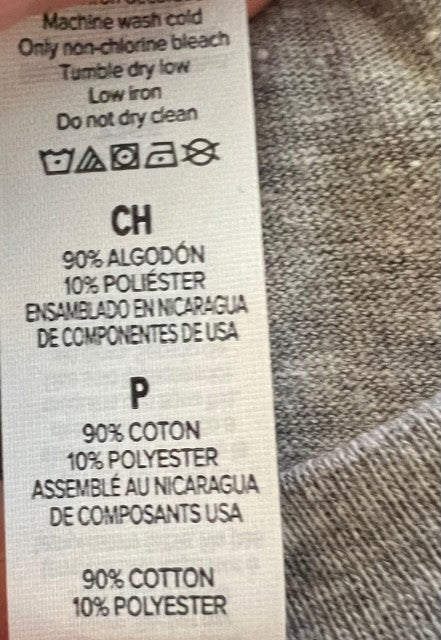 Machine wash cold
Only non-chlorine bleach
Tumble dry low
Low iron
Do not dry clean
CH
90% ALGODÓN
10% POLIÉSTER
ENSAMBLADO EN NICARAGUA
DE COMPONENTES DE USA
P
90% COTON
10% POLYESTER
ASSEMBLÉ AU NICARAGUA
DE COMPOSANTS USA
90% COTTON
10% POLYESTER